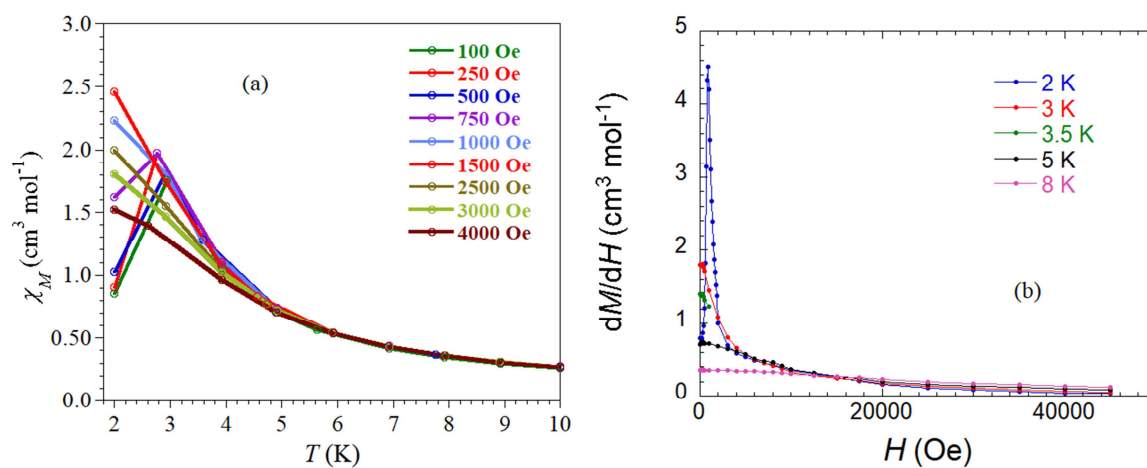 3.0
2.5
2.0
1.5
1.0
0.50
0.0
χM (cm³ mol⁻¹)
(a)
100 Oe
250 Oe
500 Oe
750 Oe
1000 Oe
1500 Oe
2500 Oe
3000 Oe
4000 Oe
2 3 4 5 6 7 8 9 10
T (K)
5
4
3
2
1
0
dM/dH (cm³ mol⁻¹)
2 K
3 K
3.5 K
5 K
8 K
(b)
0 20000 40000
H (Oe)